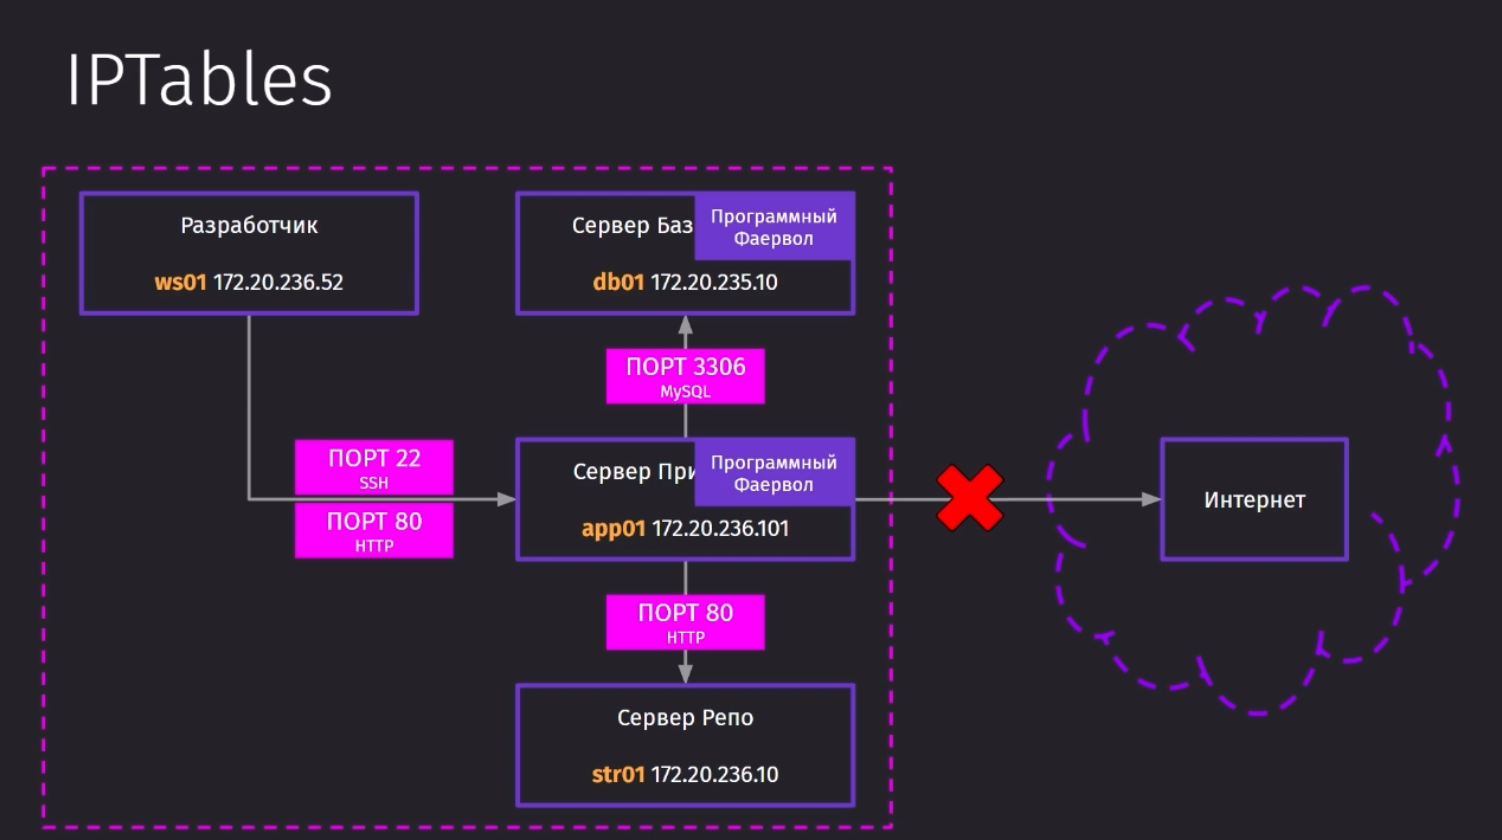 IPTables
Разработчик
ws01 172.20.236.52
Сервер Баз
Программный
Фаервол
db01 172.20.235.10
ПОРТ 3306
MySQL
ПОРТ 22
SSH
ПОРТ 80
HTTP
Сервер При
Программный
Фаервол
app01 172.20.236.101
Интернет
ПОРТ 80
HTTP
Сервер Репо
str01 172.20.236.10